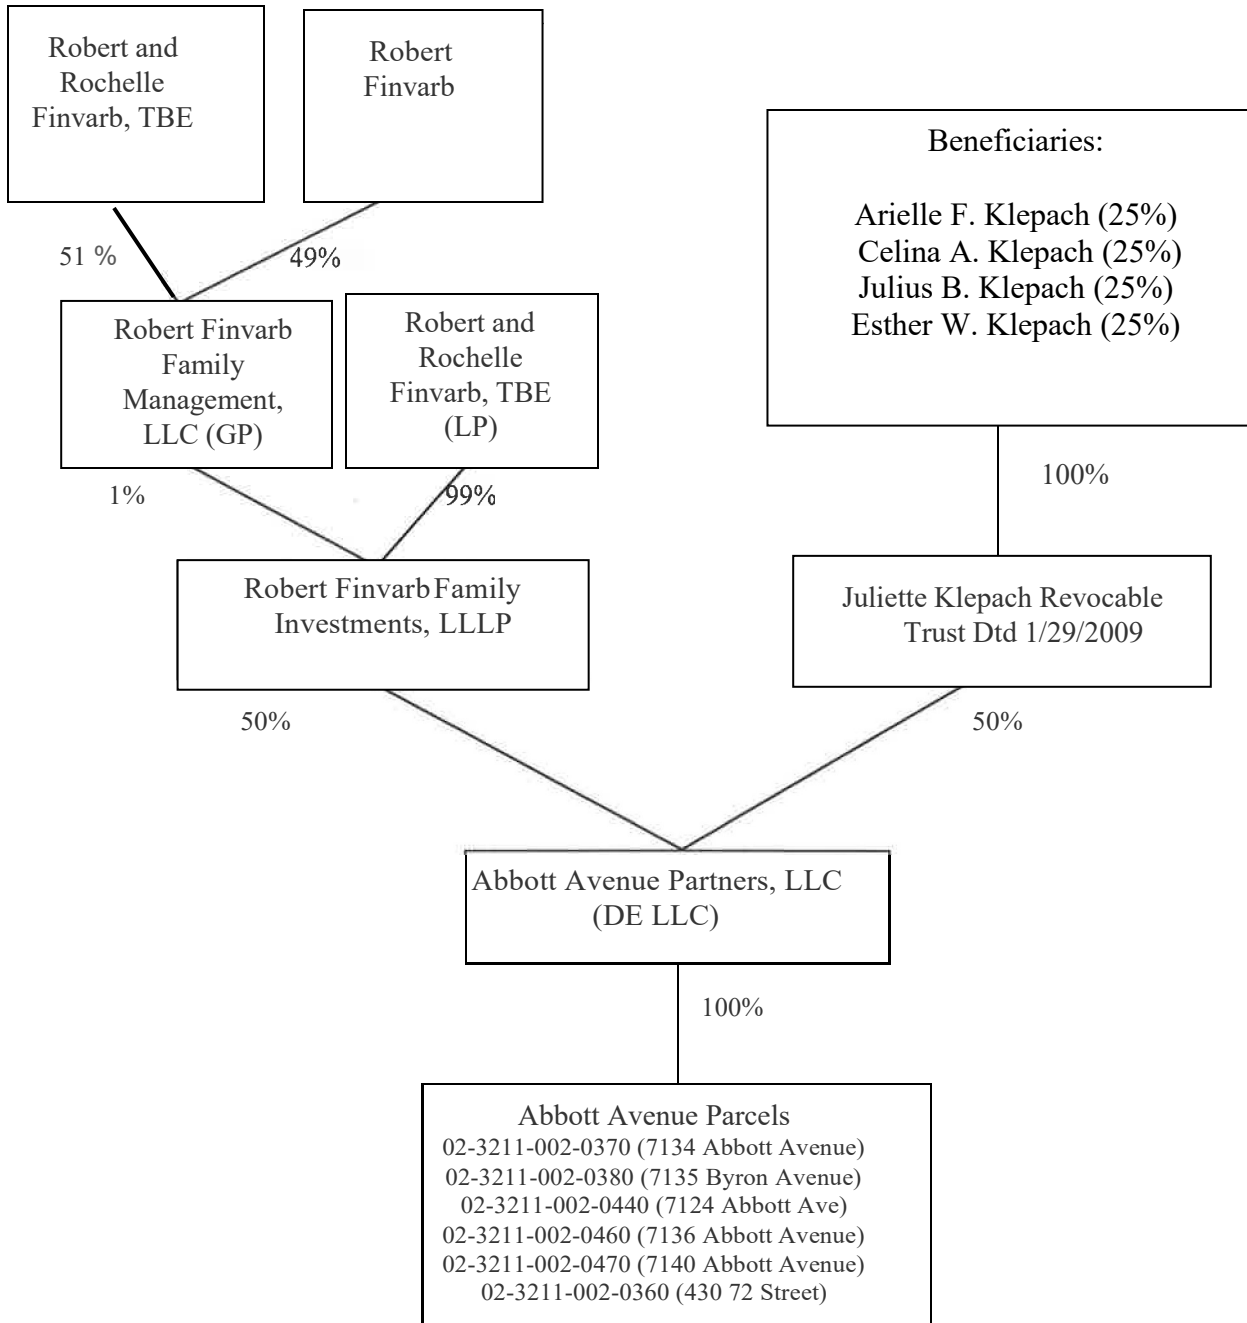 Robert and
Rochelle
Finvarb, TBE
Robert
Finvarb
Beneficiaries:
Arielle F. Klepach (25%)
Celina A. Klepach (25%)
Julius B. Klepach (25%)
Esther W. Klepach (25%)
51 %
49%
Robert Finvarb
Family
Management,
LLC (GP)
Robert and
Rochelle
Finvarb, TBE
(LP)
1%
99%
100%
Robert Finvarb Family
Investments, LLLP
Juliette Klepach Revocable
Trust Dtd 1/29/2009
50%
50%
Abbott Avenue Partners, LLC
(DE LLC)
100%
Abbott Avenue Parcels
02-3211-002-0370 (7134 Abbott Avenue)
02-3211-002-0380 (7135 Byron Avenue)
02-3211-002-0440 (7124 Abbott Ave)
02-3211-002-0460 (7136 Abbott Avenue)
02-3211-002-0470 (7140 Abbott Avenue)
02-3211-002-0360 (430 72 Street)